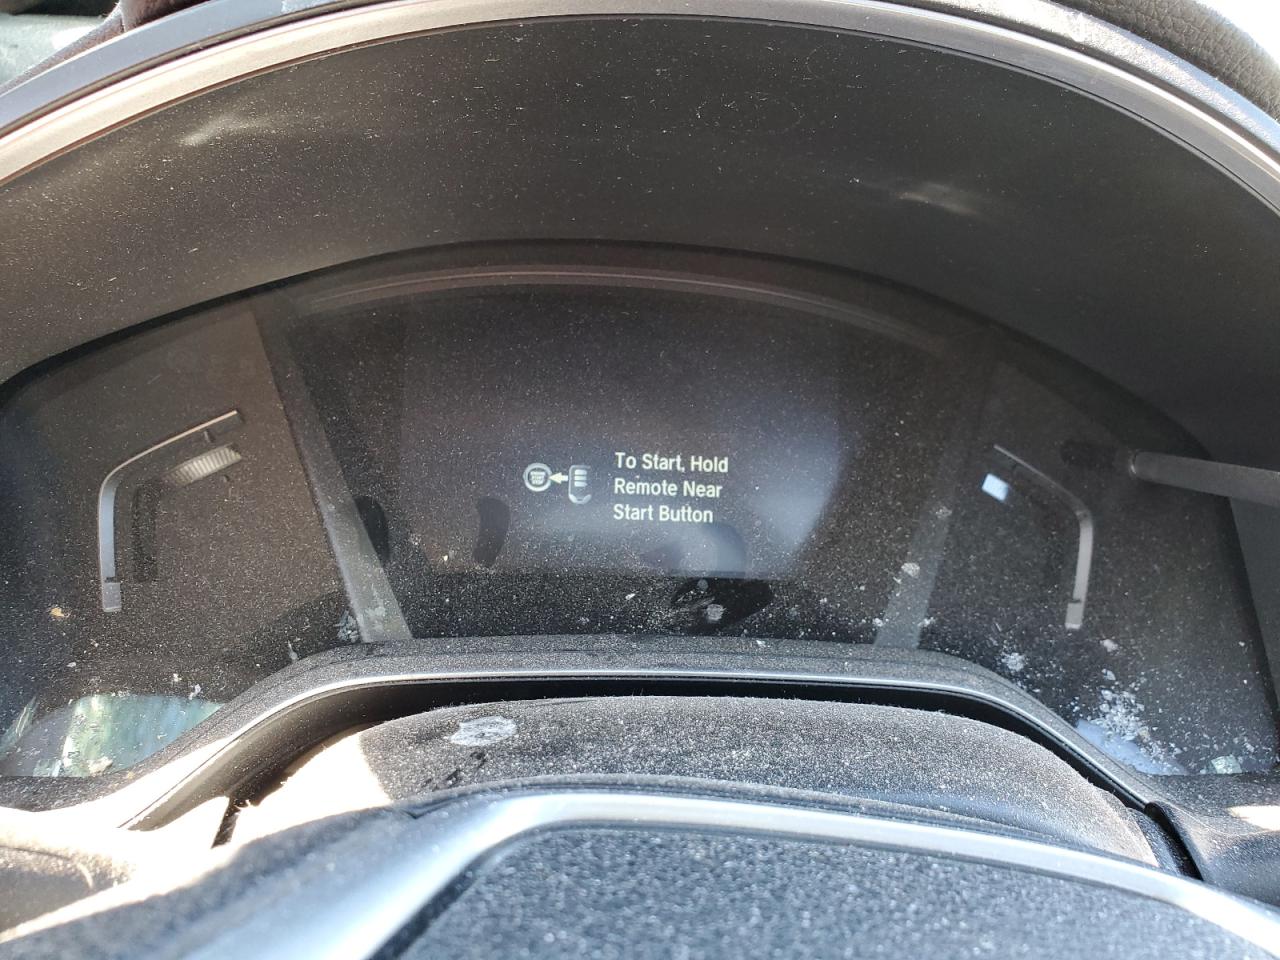 To Start, Hold
Remote Near
Start Button